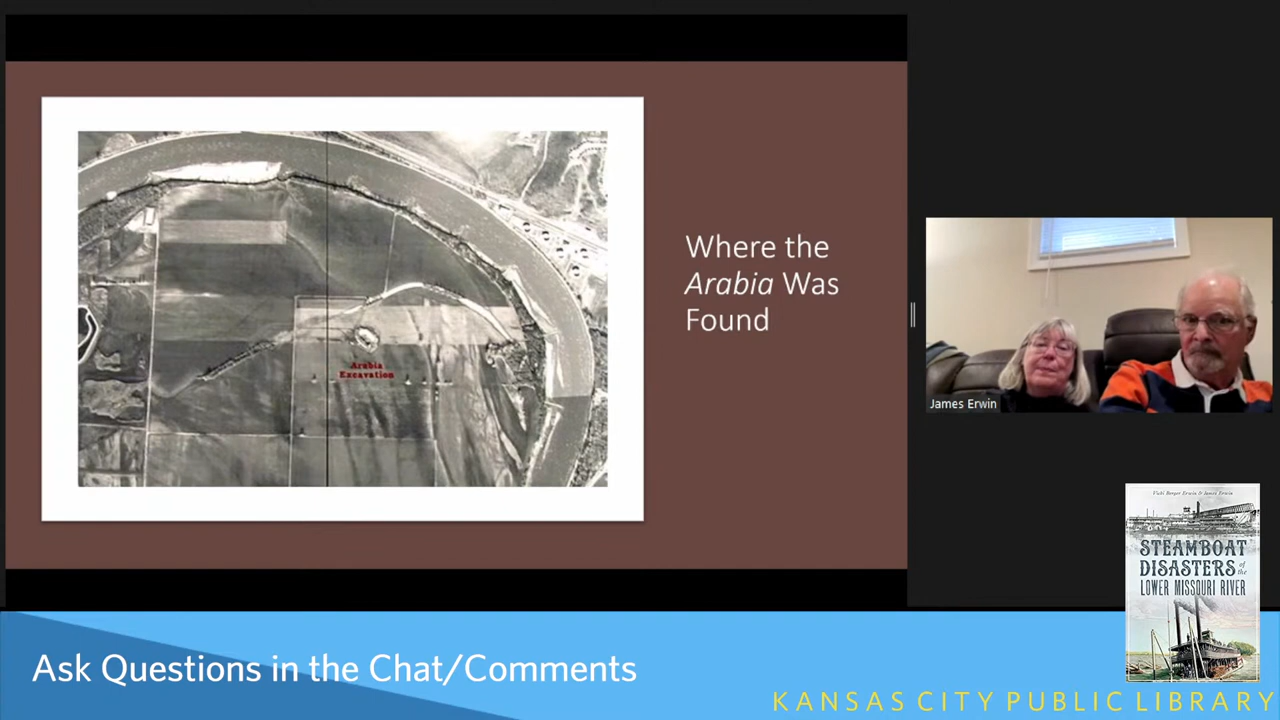 Where the
Arabia Was
Found
Arabia
Excavation
James Erwin
Vicki Berger Erwin & James Erwin
STEAMBOAT
DISASTERS of the
LOWER MISSOURI RIVER
Ask Questions in the Chat/Comments
KANSAS CITY PUBLIC LIBRARY